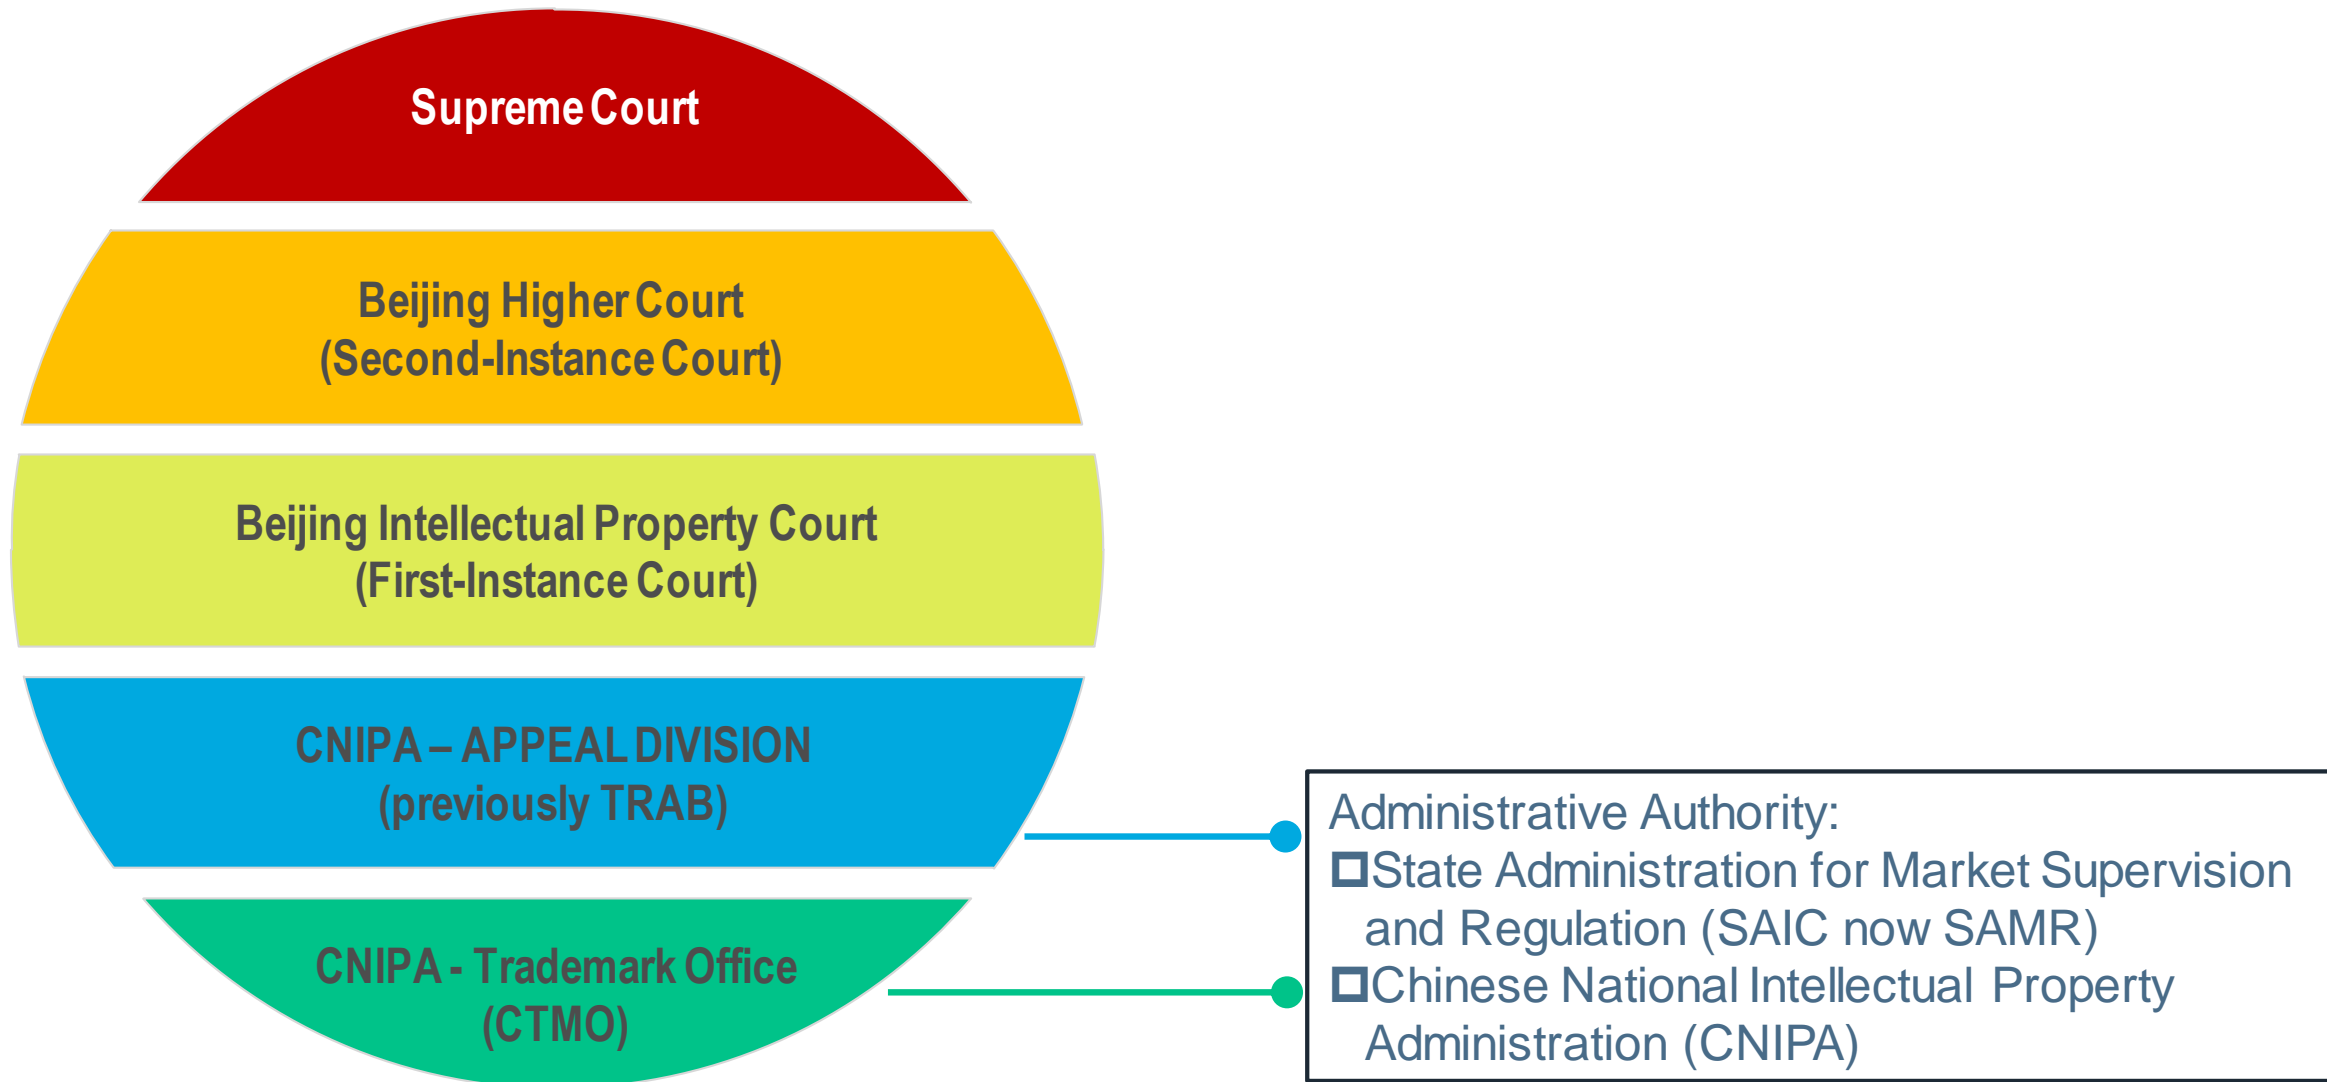 Supreme Court
Beijing Higher Court
(Second-Instance Court)
Beijing Intellectual Property Court
(First-Instance Court)
CNIPA – APPEAL DIVISION
(previously TRAB)
CNIPA - Trademark Office
(CTMO)
Administrative Authority:
□State Administration for Market Supervision
and Regulation (SAIC now SAMR)
□Chinese National Intellectual Property
Administration (CNIPA)